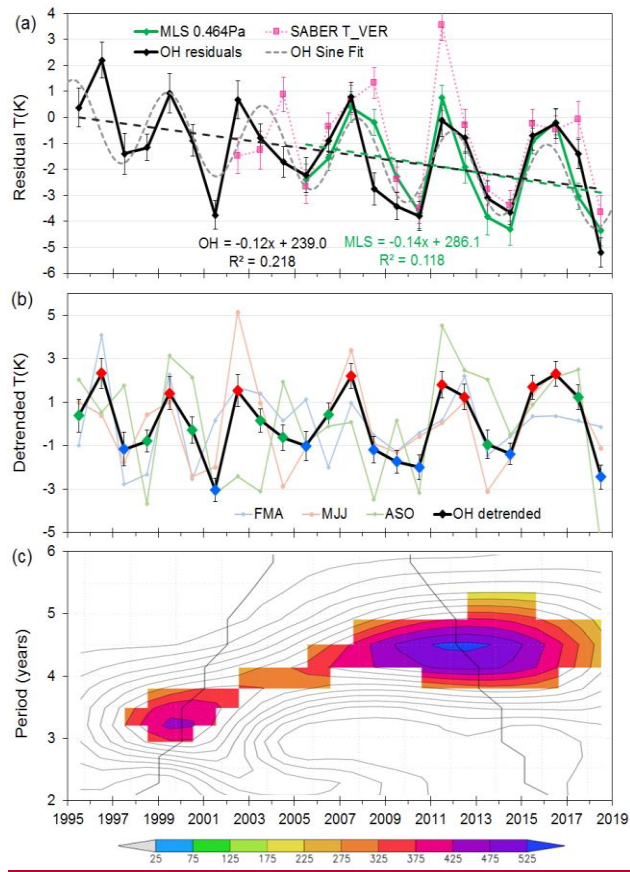 (a)
MLS 0.464Pa SABER T_VER
OH residuals OH Sine Fit
4
3
2
1
0
-1
-2
-3
-4
-5
-6
Residual T(K)
OH = -0.12x + 239.0 MLS = -0.14x + 286.1
R² = 0.218 R² = 0.118
(b)
5
3
1
-1
-3
-5
Detrended T(K)
FMA MJJ ASO OH detrended
(c)
6
5
4
3
2
Period (years)
1995 1997 1999 2001 2003 2005 2007 2009 2011 2013 2015 2017 2019
25 75 125 175 225 275 325 375 425 475 525